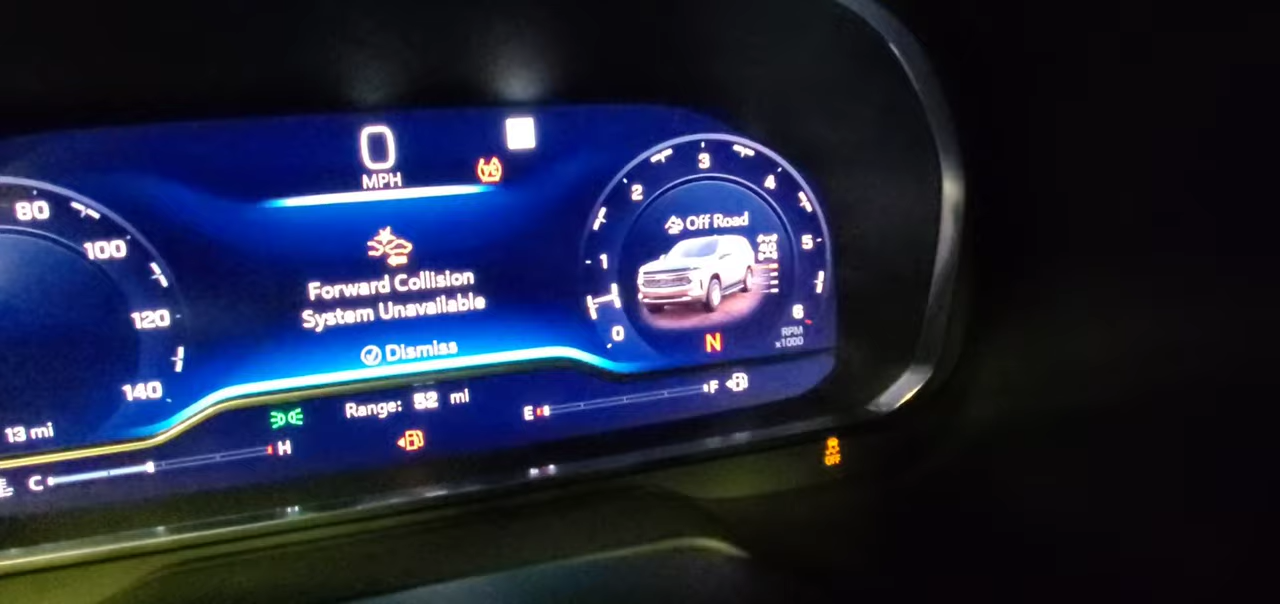 0
MPH
80
100
120
140
13 mi
Forward Collision
System Unavailable
Dismiss
Off Road
0
1
2
3
4
5
6
RPM
x1000
N
Range: 52 mi
E
F
C
H
OFF